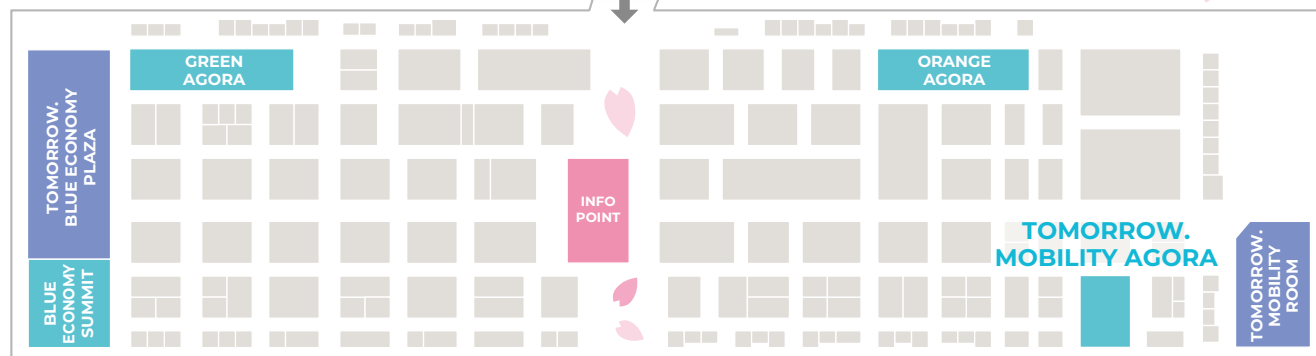 GREEN
AGORA
ORANGE
AGORA
TOMORROW.
BLUE ECONOMY
PLAZA
INFO
POINT
TOMORROW.
MOBILITY AGORA
BLUE
ECONOMY
SUMMIT
TOMORROW.
MOBILITY
ROOM